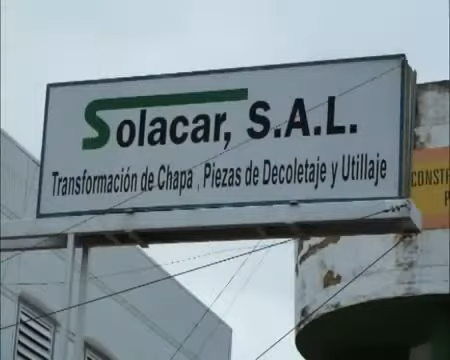 Solacar, S.A.L.
Transformación de Chapa, Piezas de Decoletaje y Utillaje